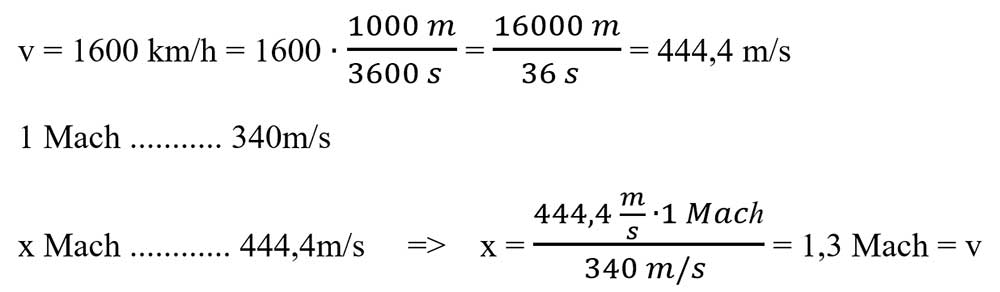 v = 1600 km/h = 1600 · 1000 m / 3600 s = 16000 m / 36 s = 444,4 m/s
1 Mach ........... 340m/s
x Mach ............ 444,4m/s => x = 444,4 m/s ·1 Mach / 340 m/s = 1,3 Mach = v